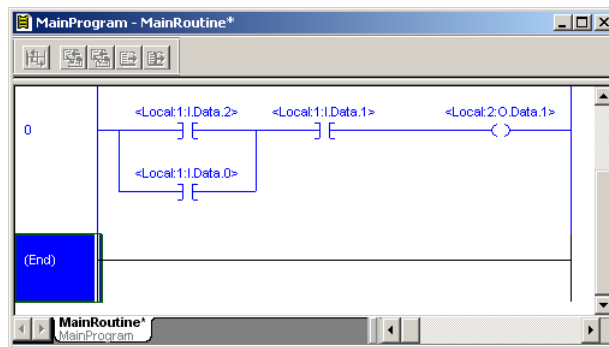 MainProgram - MainRoutine*
<Local:1:I.Data.2> <Local:1:I.Data.1> <Local:2:O.Data.1>
0
<Local:1:I.Data.0>
(End)
MainRoutine*
MainProgram